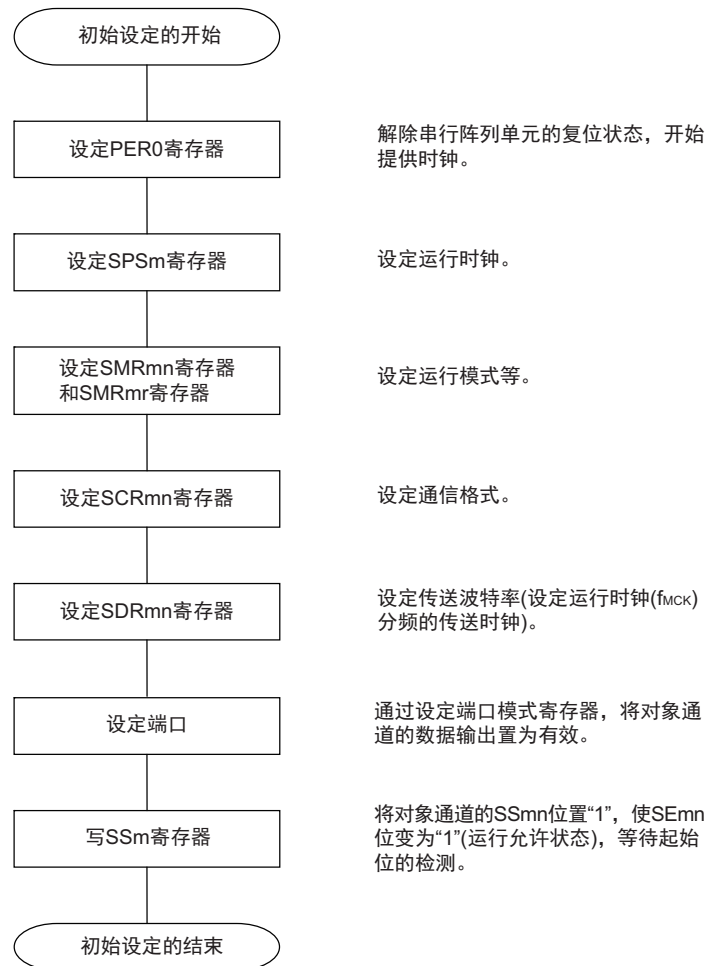 初始设定的开始
设定PER0寄存器
解除串行阵列单元的复位状态，开始
提供时钟。
设定SPSm寄存器
设定运行时钟。
设定SMRmn寄存器
和SMRmr寄存器
设定运行模式等。
设定SCRmn寄存器
设定通信格式。
设定SDRmn寄存器
设定传送波特率(设定运行时钟(fMCK)
分频的传送时钟)。
设定端口
通过设定端口模式寄存器，将对象通
道的数据输出置为有效。
写SSm寄存器
将对象通道的SSmn位置“1”，使SEmn
位变为“1”(运行允许状态)，等待起始
位的检测。
初始设定的结束